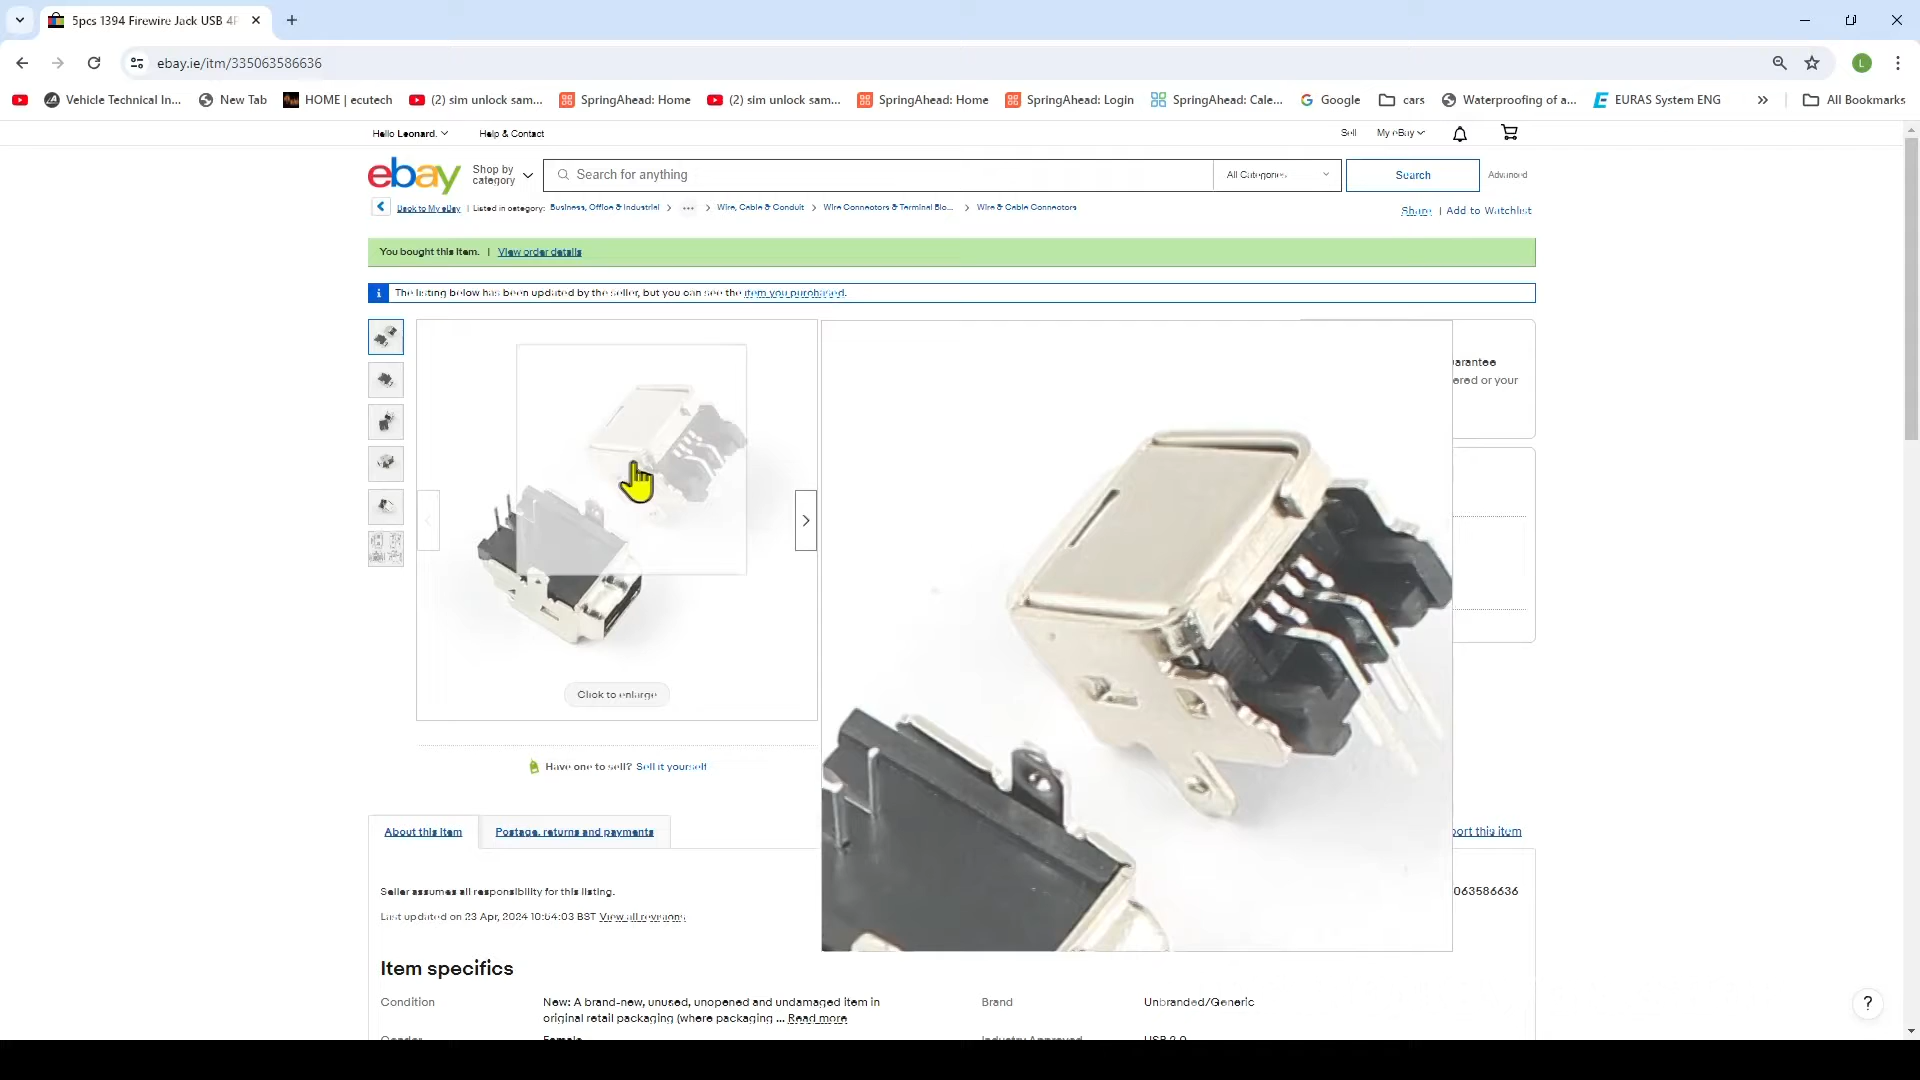 5pcs 1394 Firewire Jack USB 4P
ebay.ie/itm/335063586636
L
Vehicle Technical In...
New Tab
HOME | ecutech
(2) sim unlock sam...
SpringAhead: Home
(2) sim unlock sam...
SpringAhead: Home
SpringAhead: Login
SpringAhead: Cale...
Google
cars
Waterproofing of a...
EURAS System ENG
All Bookmarks
Hello Leonard.
Help & Contact
Sell
My eBay
ebay
Shop by category
Search for anything
All Categories
Search
Advanced
Back to My eBay | Listed in category: Business, Office & Industrial > ... > Wire, Cable & Conduit > Wire Connectors & Terminal Blo... > Wire & Cable Connectors
Share | Add to Watchlist
You bought this item. | View order details
The listing below has been updated by the seller, but you can see the item you purchased.
arantee
ered or your
Click to enlarge
Have one to sell? Sell it yourself
About this item
Postage, returns and payments
port this item
Seller assumes all responsibility for this listing.
063586636
Last updated on 23 Apr, 2024 10:54:03 BST View all revisions
Item specifics
Condition
New: A brand-new, unused, unopened and undamaged item in
original retail packaging (where packaging ... Read more
Brand
Unbranded/Generic
?